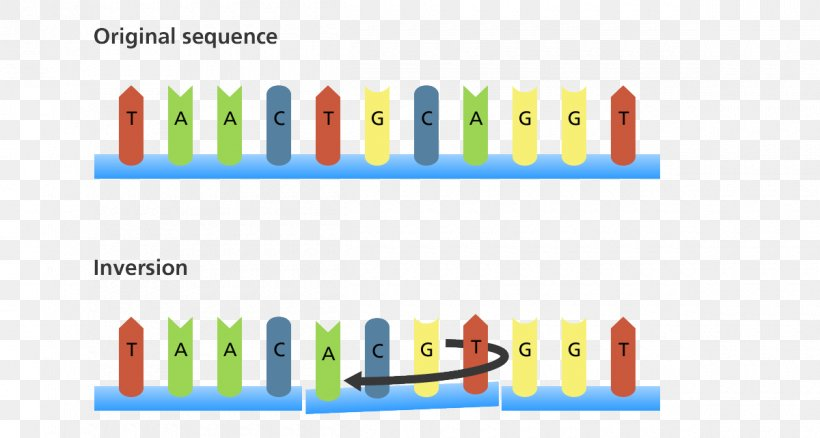 Original sequence
T A A C T G C A G G T
Inversion
T A A C A C G T G G T